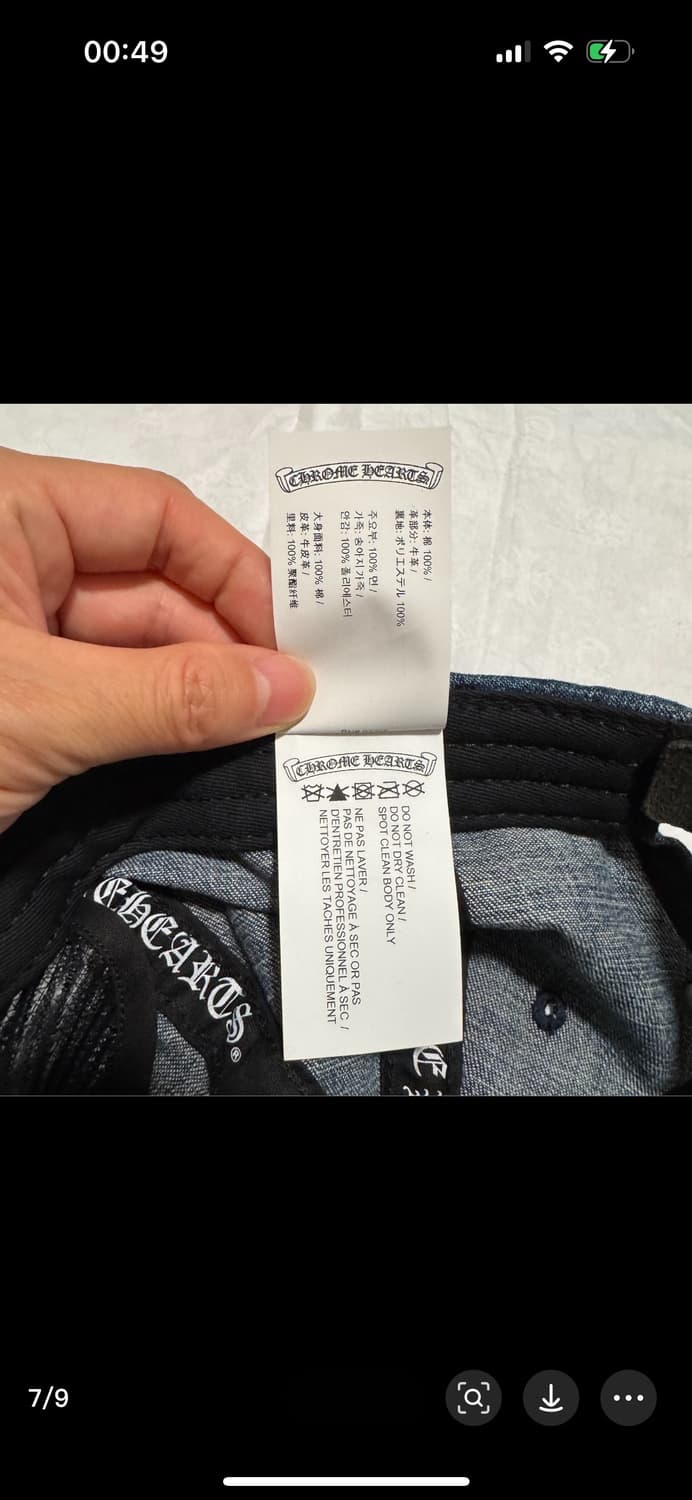 00:49
CHROME HEARTS
本体: 棉 100% /
革部分: 牛革 /
裏地: ポリエステル 100%
주요부: 100% 면 /
가죽: 송아지가죽 /
안감: 100% 폴리에스터
大身面料: 100% 棉 /
皮革: 牛皮革 /
里料: 100% 聚酯纤维
CHROME HEARTS
DO NOT WASH /
DO NOT DRY CLEAN /
SPOT CLEAN BODY ONLY
NE PAS LAVER /
PAS DE NETTOYAGE À SEC OR PAS
D'ENTRETIEN PROFESSIONNEL À SEC /
NETTOYER LES TACHES UNIQUEMENT
EHEARTS
®
7/9